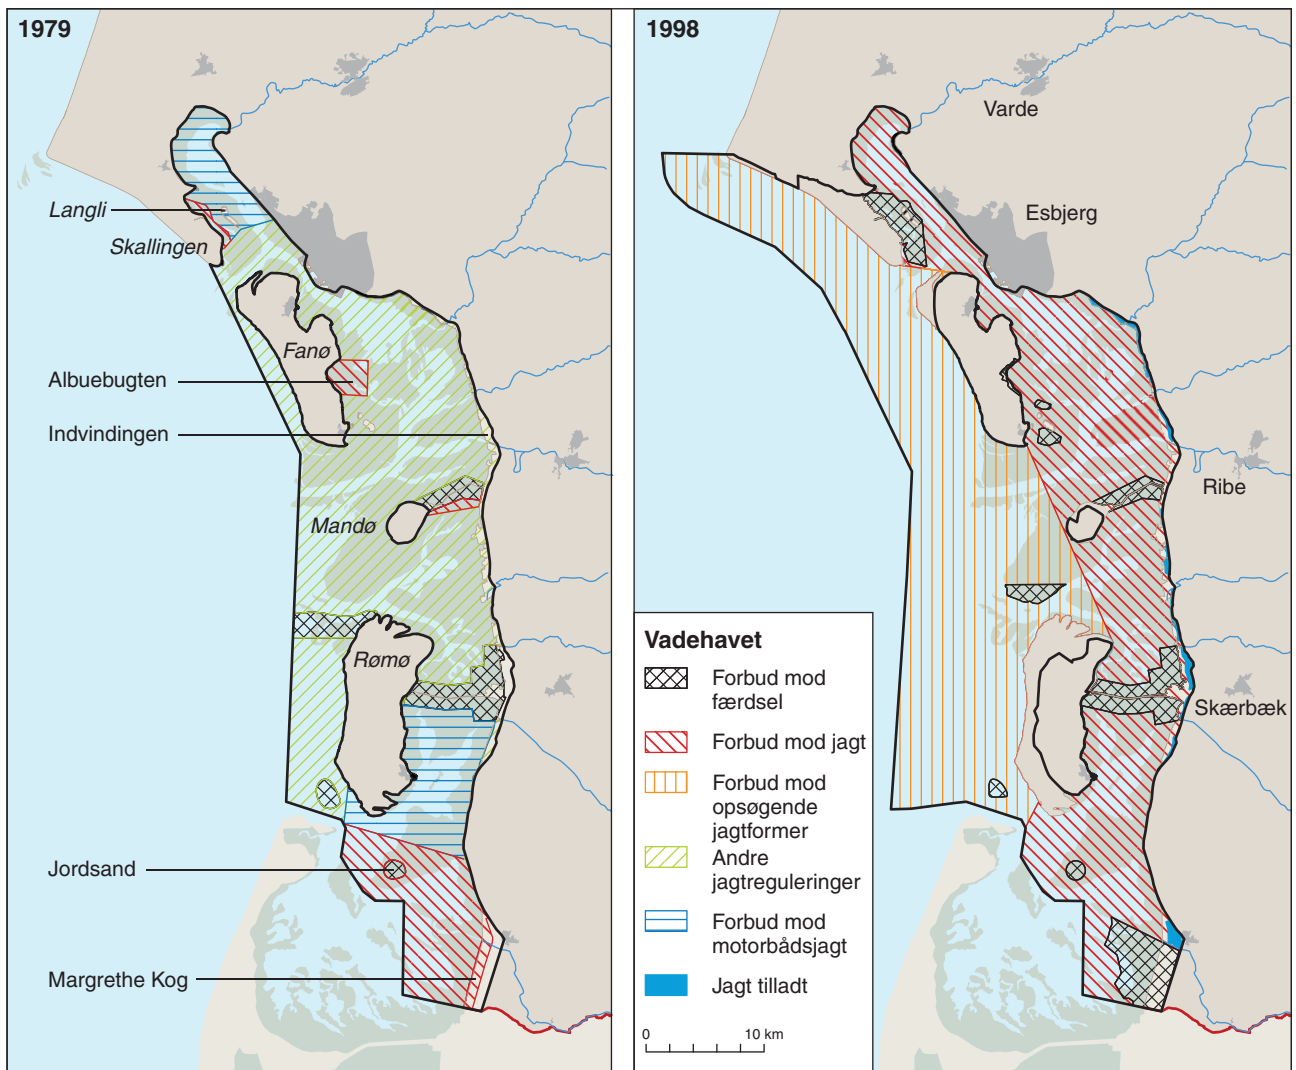 1979
Langli
Skallingen
Fanø
Albuebugten
Indvindingen
Mandø
Rømø
Jordsand
Margrethe Kog
1998
Varde
Esbjerg
Ribe
Skærbæk
Vadehavet
Forbud mod
færdsel
Forbud mod jagt
Forbud mod
opsøgende
jagtformer
Andre
jagtreguleringer
Forbud mod
motorbådsjagt
Jagt tilladt
0 10 km